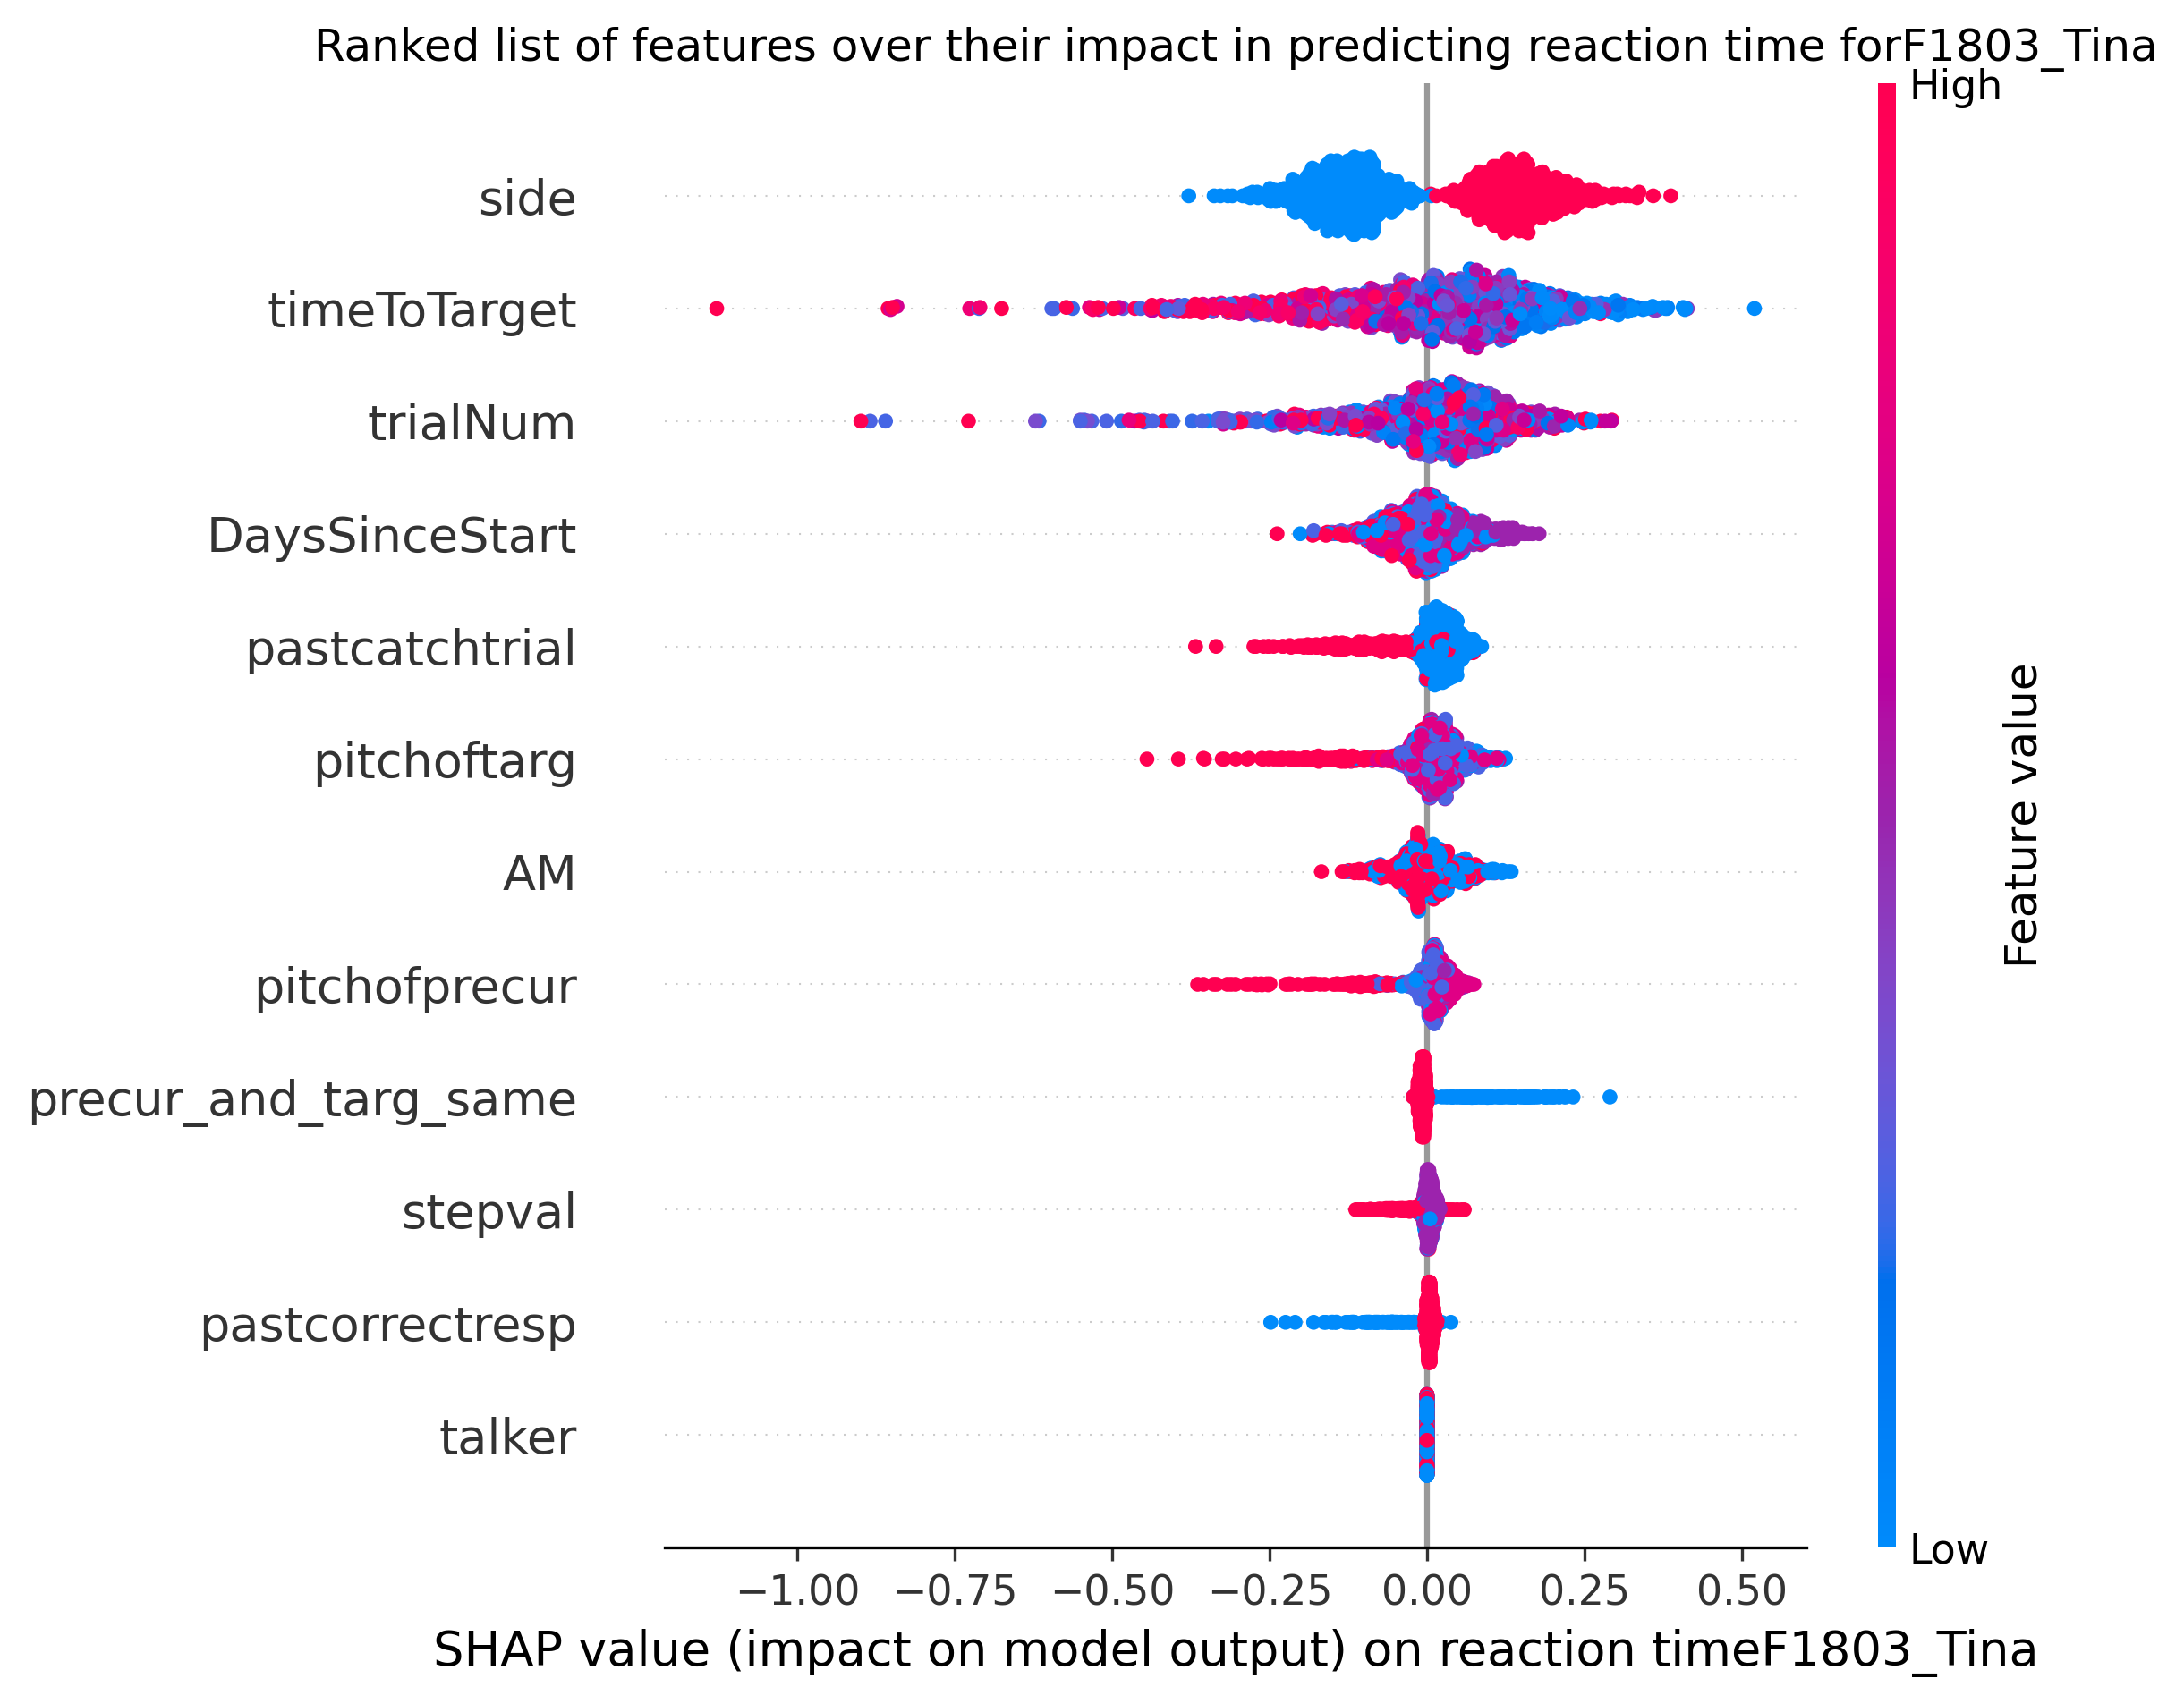 Ranked list of features over their impact in predicting reaction time forF1803_Tina
High
side
timeToTarget
trialNum
DaysSinceStart
pastcatchtrial
pitchoftarg
AM
pitchofprecur
precur_and_targ_same
stepval
pastcorrectresp
talker
Feature value
Low
−1.00 −0.75 −0.50 −0.25 0.00 0.25 0.50
SHAP value (impact on model output) on reaction timeF1803_Tina